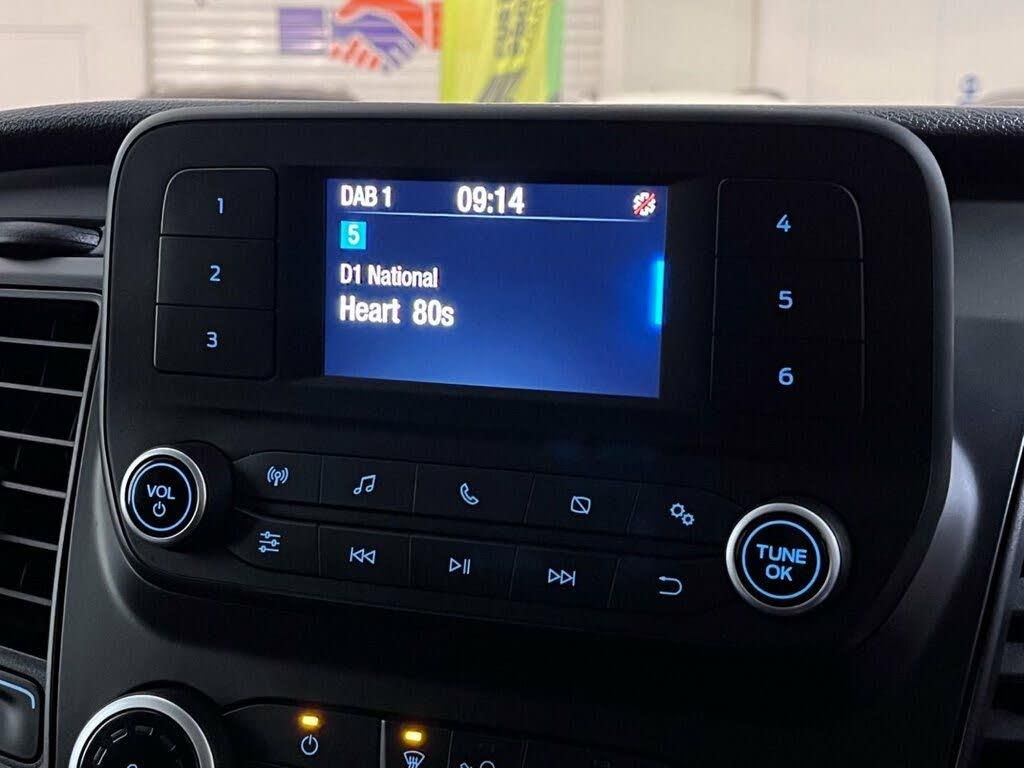 DAB 1 09:14
5
D1 National
Heart 80s
1
2
3
4
5
6
VOL
TUNE
OK